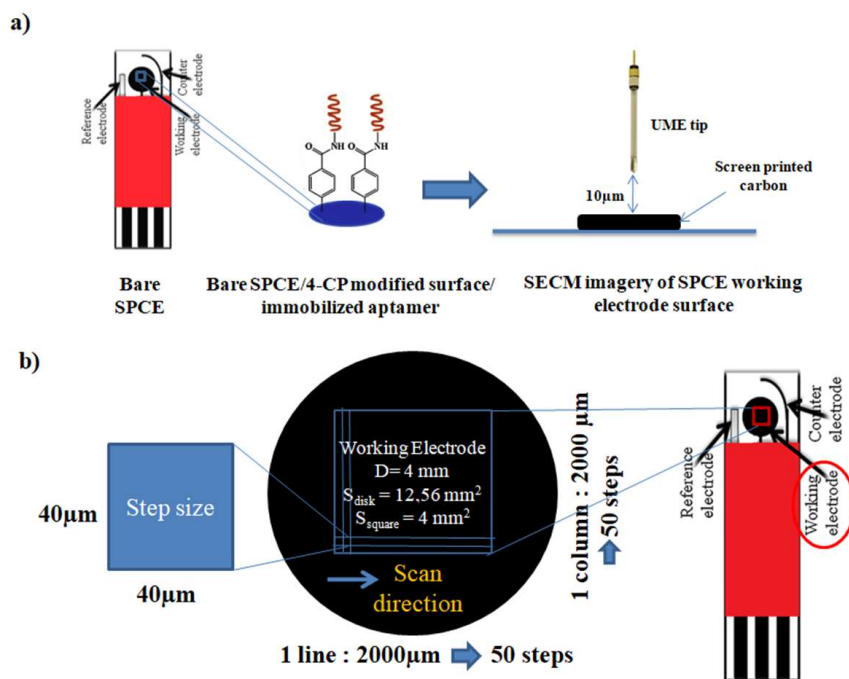 a)
Reference
electrode
Working
electrode
Counter
electrode
O
NH
O
NH
UME tip
10µm
Screen printed
carbon
Bare
SPCE
Bare SPCE/4-CP modified surface/
immobilized aptamer
SECM imagery of SPCE working
electrode surface
b)
40µm
Step size
40µm
Working Electrode
D= 4 mm
S_disk = 12,56 mm²
S_square = 4 mm²
Scan
direction
1 column : 2000 µm
50 steps
1 line : 2000µm
50 steps
Reference
electrode
Working
electrode
Counter
electrode